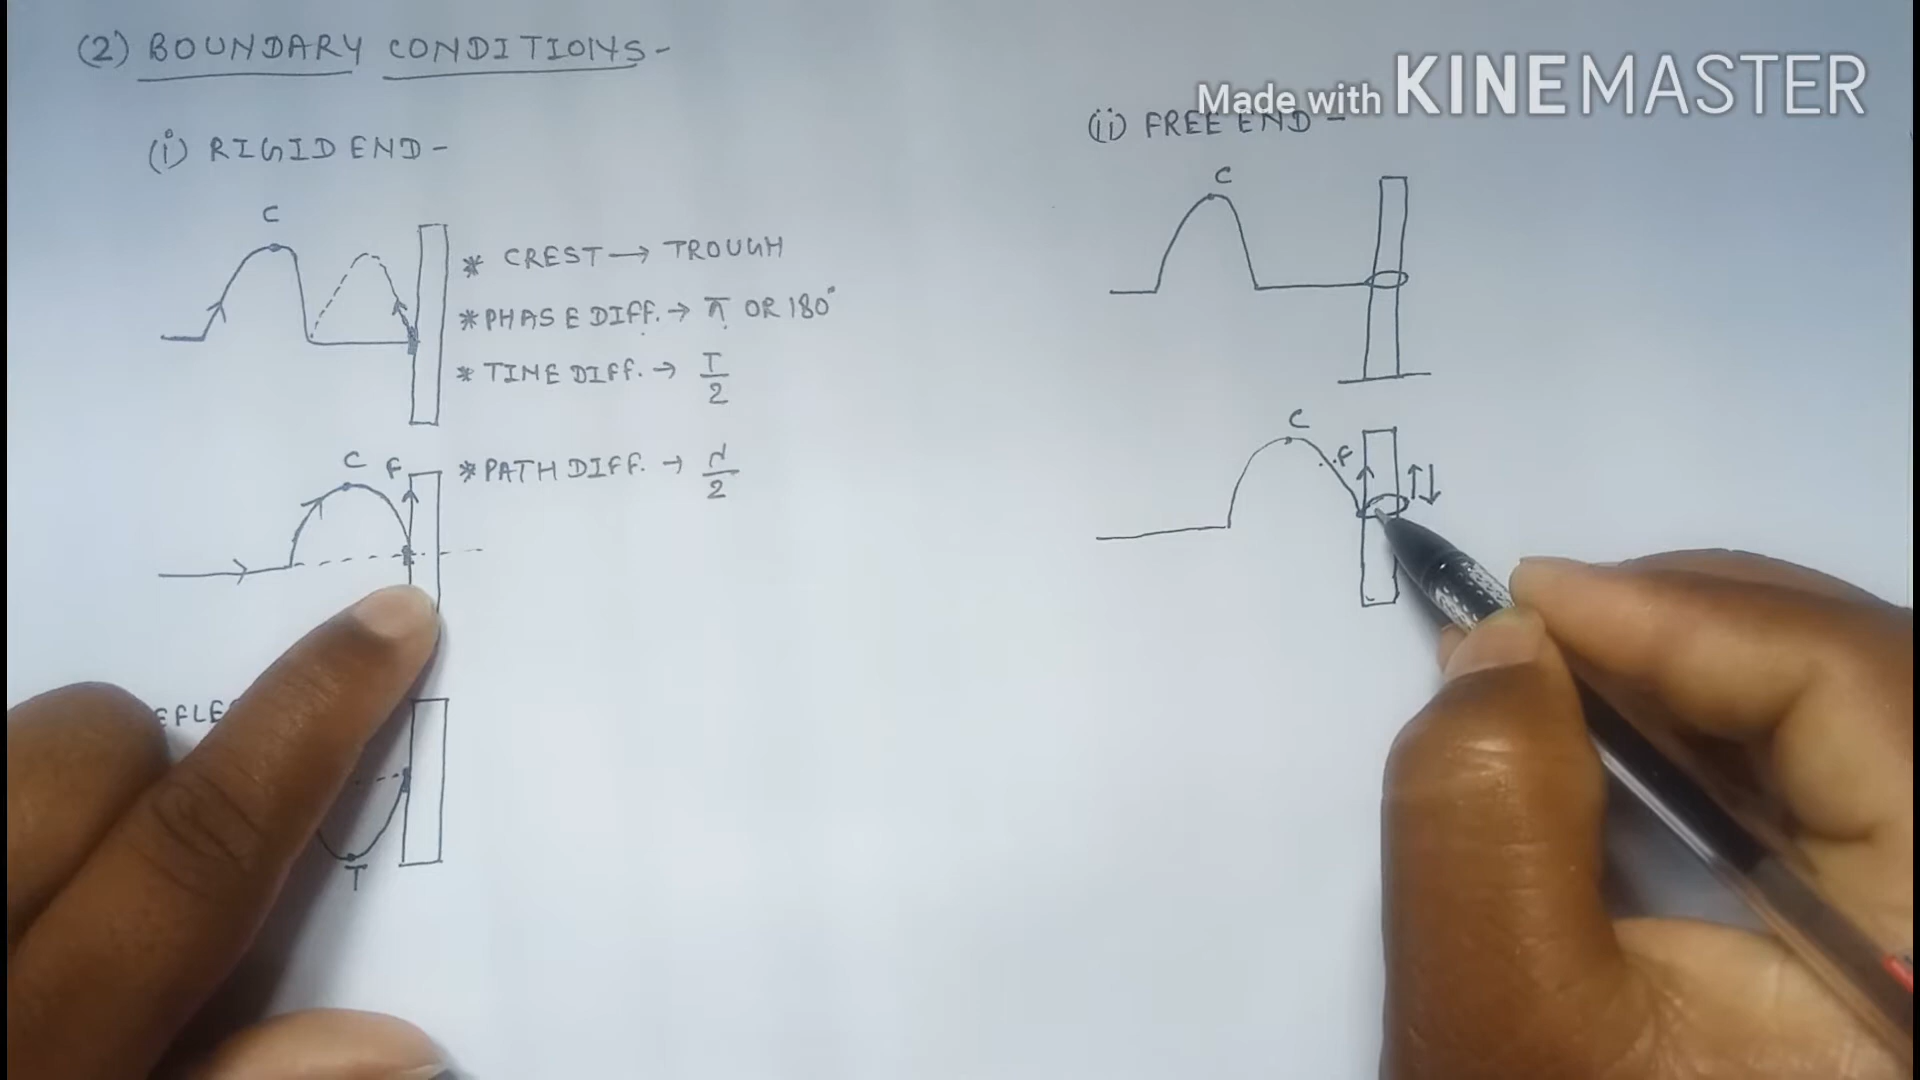 (2) BOUNDARY CONDITIONS-
Made with KINEMASTER
(i) RIGID END -
(ii) FREE END -
C
C
* CREST → TROUGH
* PHASE DIFF. → π OR 180°
* TIME DIFF. → T/2
C F
* PATH DIFF. → λ/2
C
F
↑↓
EFLE
T